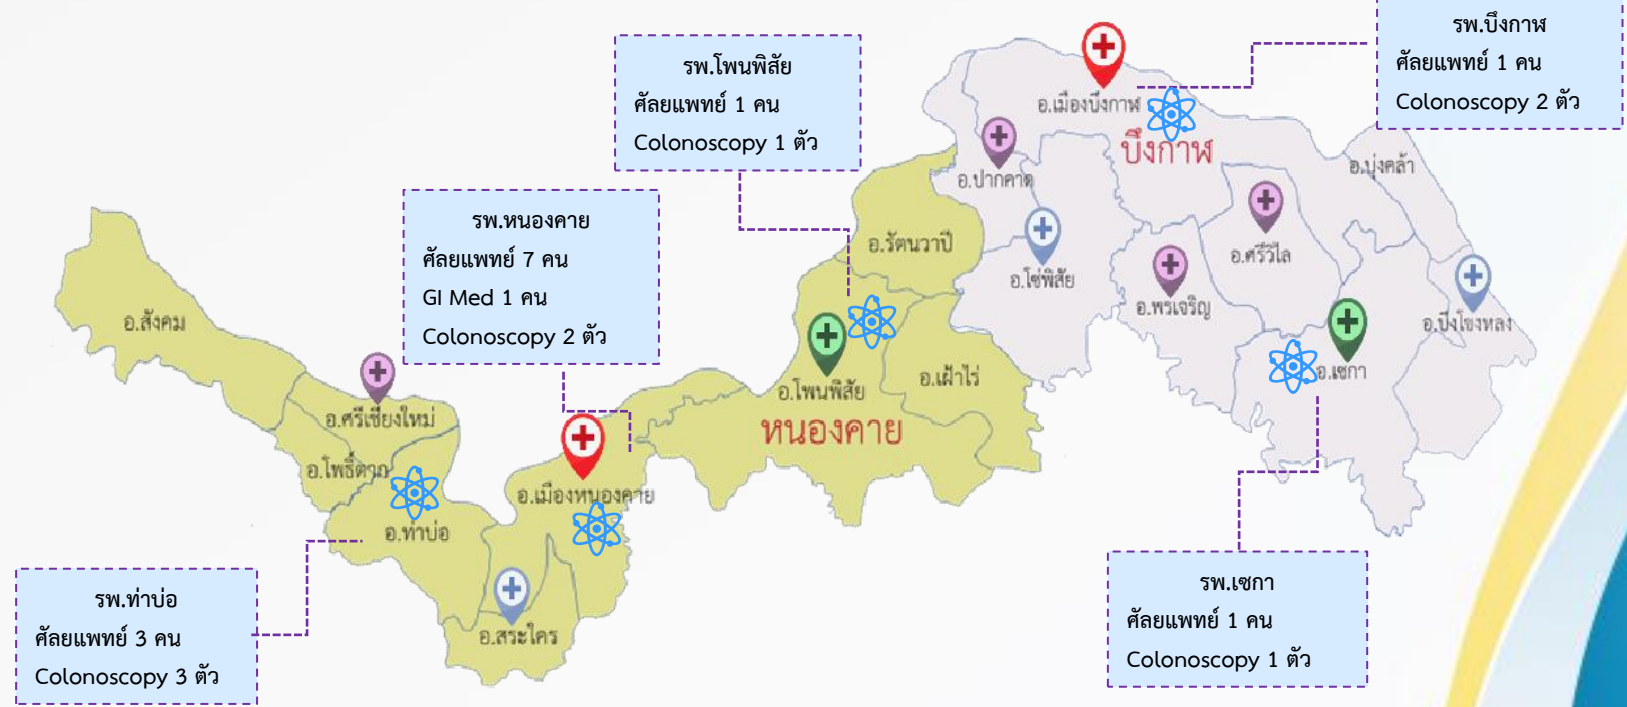 รพ.บึงกาฬ
ศัลยแพทย์ 1 คน
Colonoscopy 2 ตัว
รพ.โพนพิสัย
ศัลยแพทย์ 1 คน
Colonoscopy 1 ตัว
รพ.หนองคาย
ศัลยแพทย์ 7 คน
GI Med 1 คน
Colonoscopy 2 ตัว
อ.เมืองบึงกาฬ
บึงกาฬ
อ.บุ่งคล้า
อ.ปากคาด
อ.รัตนวาปี
อ.โซ่พิสัย
อ.ศรีวิไล
อ.พรเจริญ
อ.บึงโขงหลง
อ.เซกา
อ.สังคม
อ.ศรีเชียงใหม่
อ.โพธิ์ตาก
อ.ท่าบ่อ
อ.เมืองหนองคาย
อ.สระใคร
อ.โพนพิสัย
อ.เฝ้าไร่
หนองคาย
รพ.ท่าบ่อ
ศัลยแพทย์ 3 คน
Colonoscopy 3 ตัว
รพ.เซกา
ศัลยแพทย์ 1 คน
Colonoscopy 1 ตัว